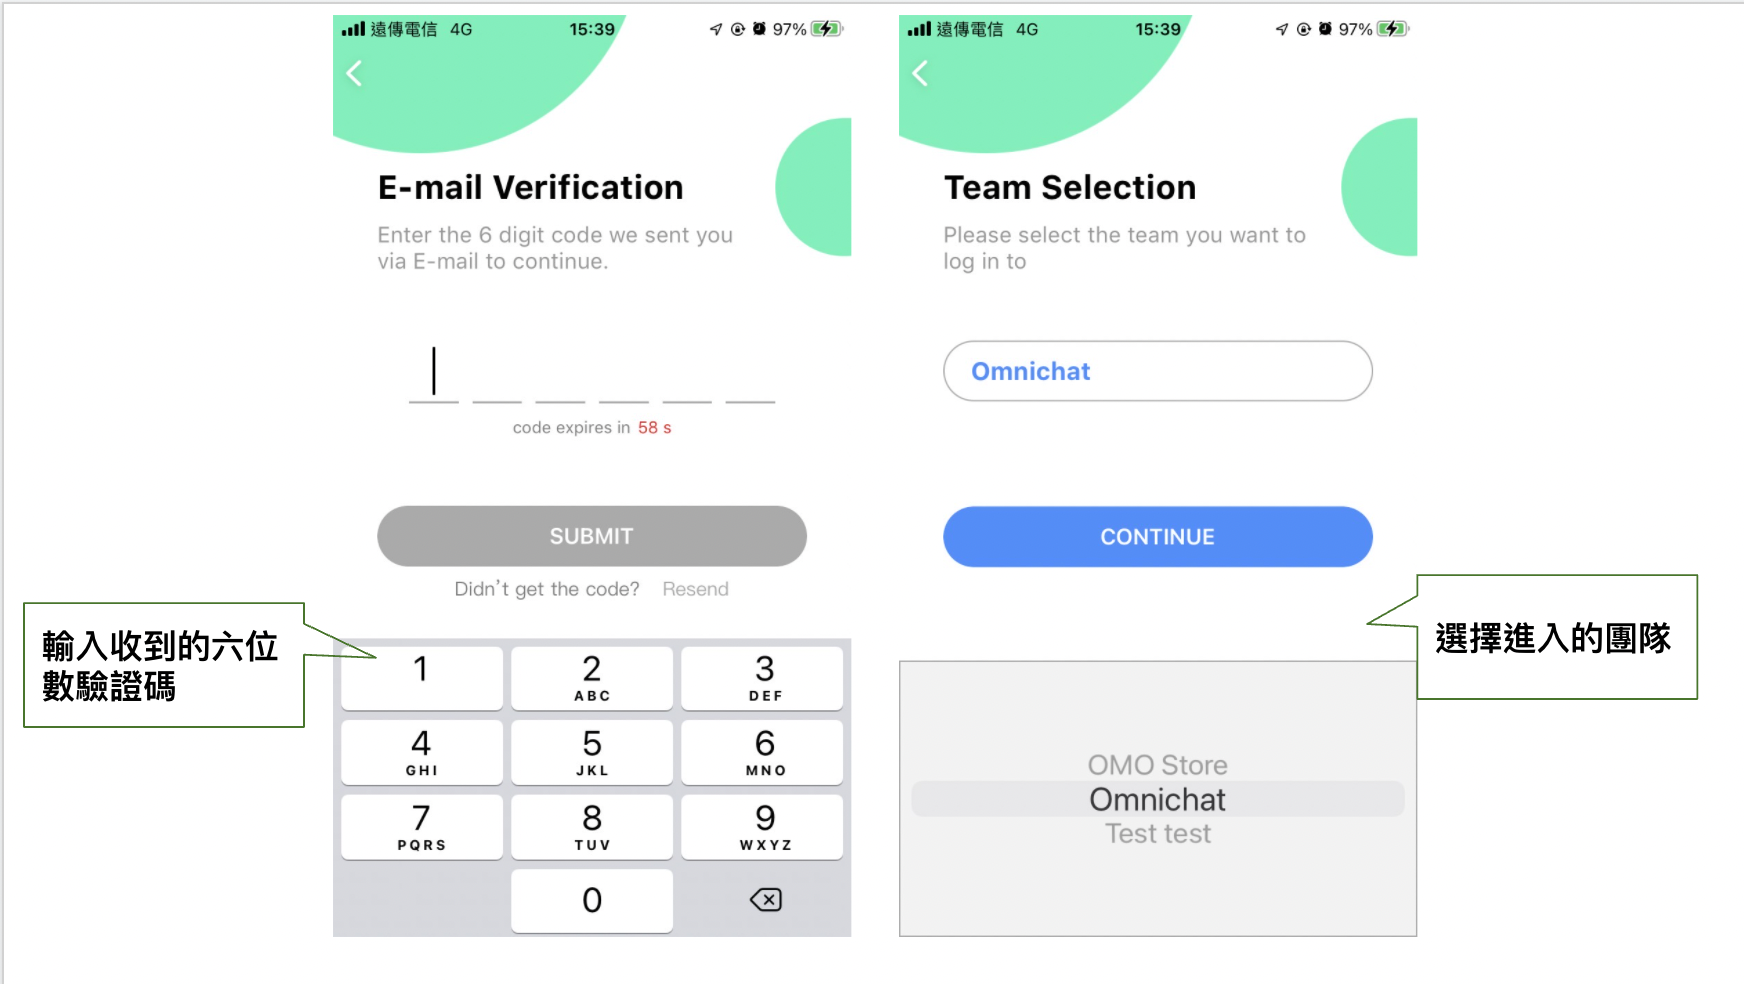 遠傳電信 4G 15:39 97%
E-mail Verification
Enter the 6 digit code we sent you
via E-mail to continue.
code expires in 58 s
SUBMIT
Didn't get the code? Resend
輸入收到的六位
數驗證碼
1 2 3
ABC DEF
4 5 6
GHI JKL MNO
7 8 9
PQRS TUV WXYZ
0
遠傳電信 4G 15:39 97%
Team Selection
Please select the team you want to
log in to
Omnichat
CONTINUE
選擇進入的團隊
OMO Store
Omnichat
Test test